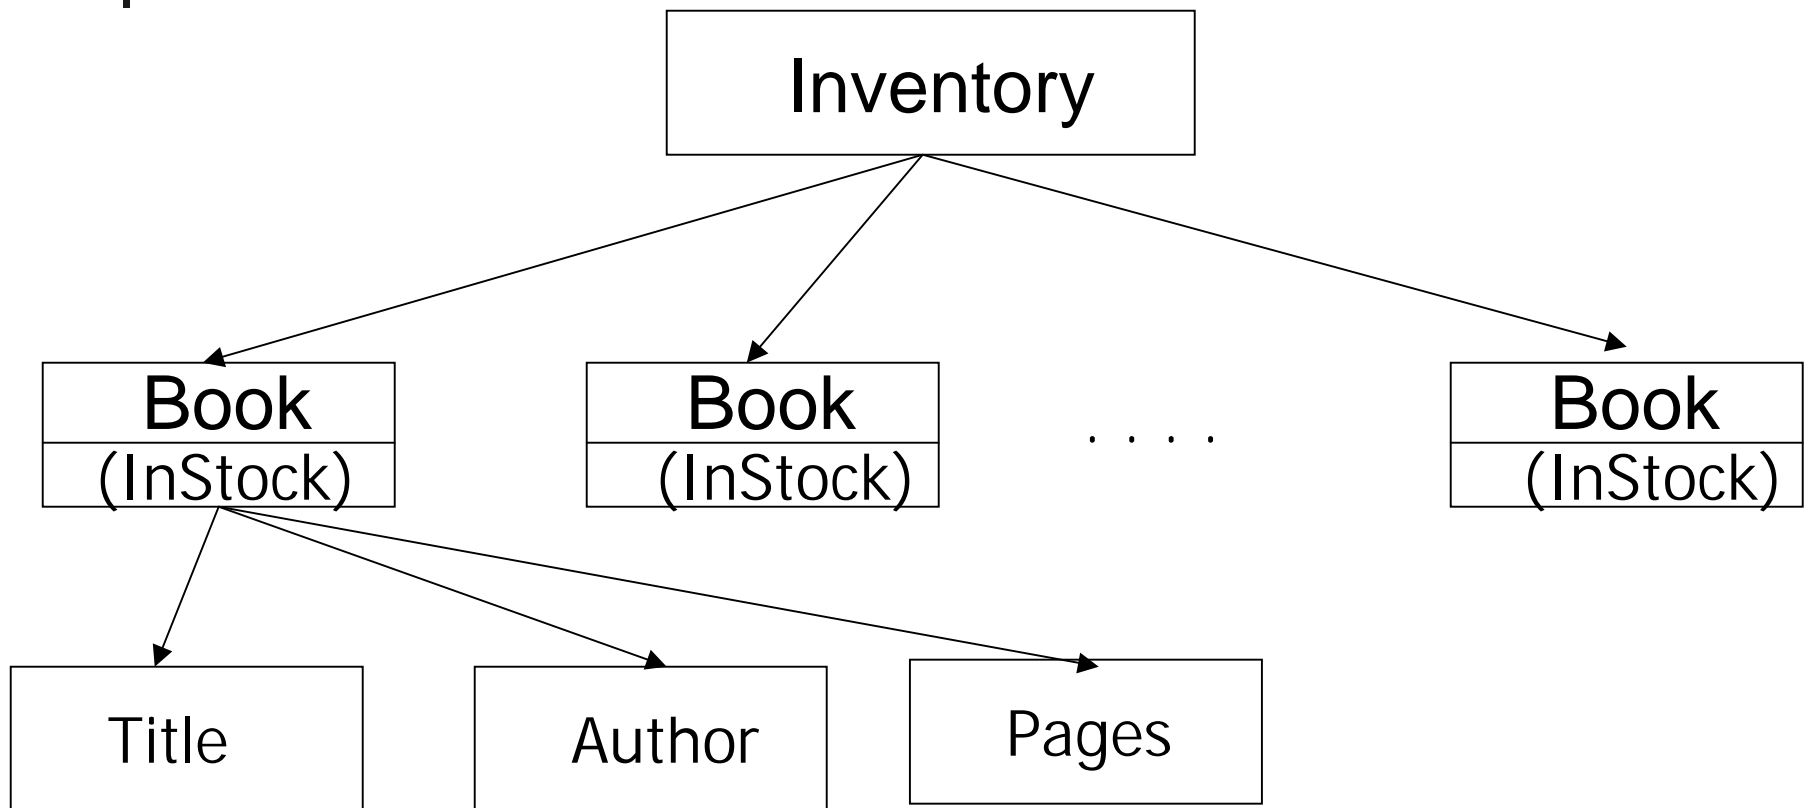 Inventory
Book Book . . . . Book
(InStock) (InStock) (InStock)
Title Author Pages